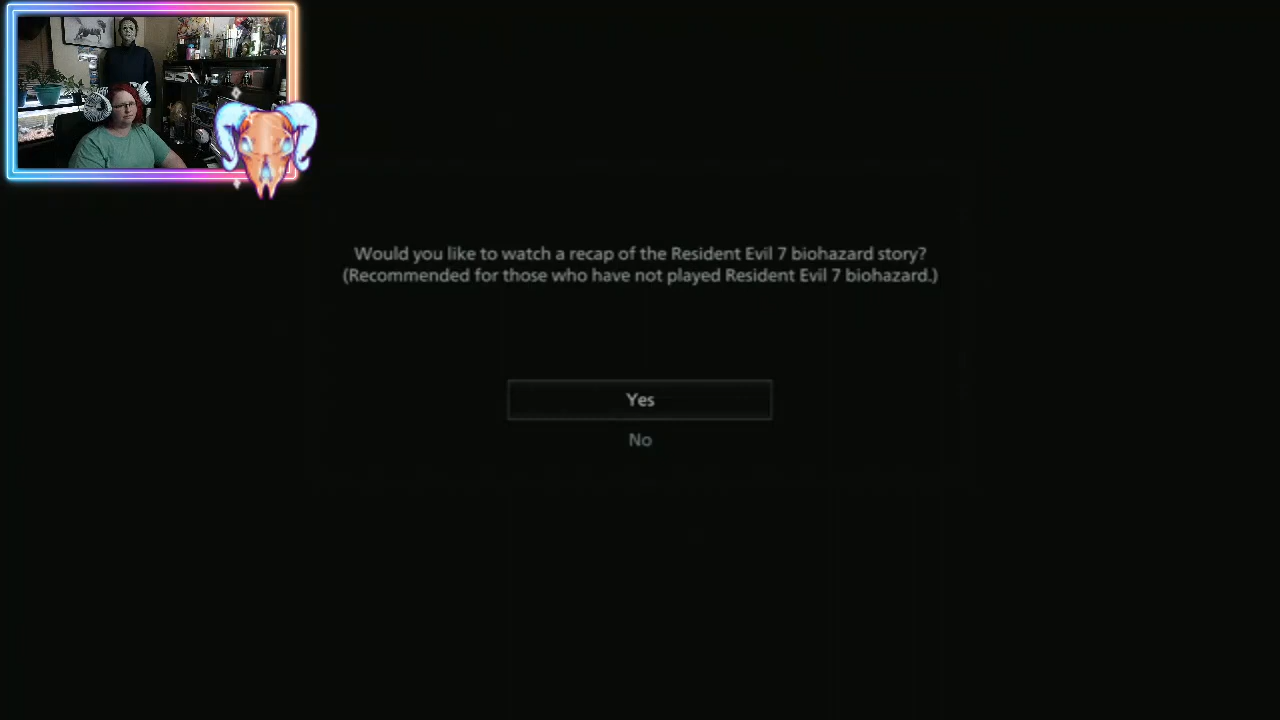 Would you like to watch a recap of the Resident Evil 7 biohazard story?
(Recommended for those who have not played Resident Evil 7 biohazard.)
Yes
No